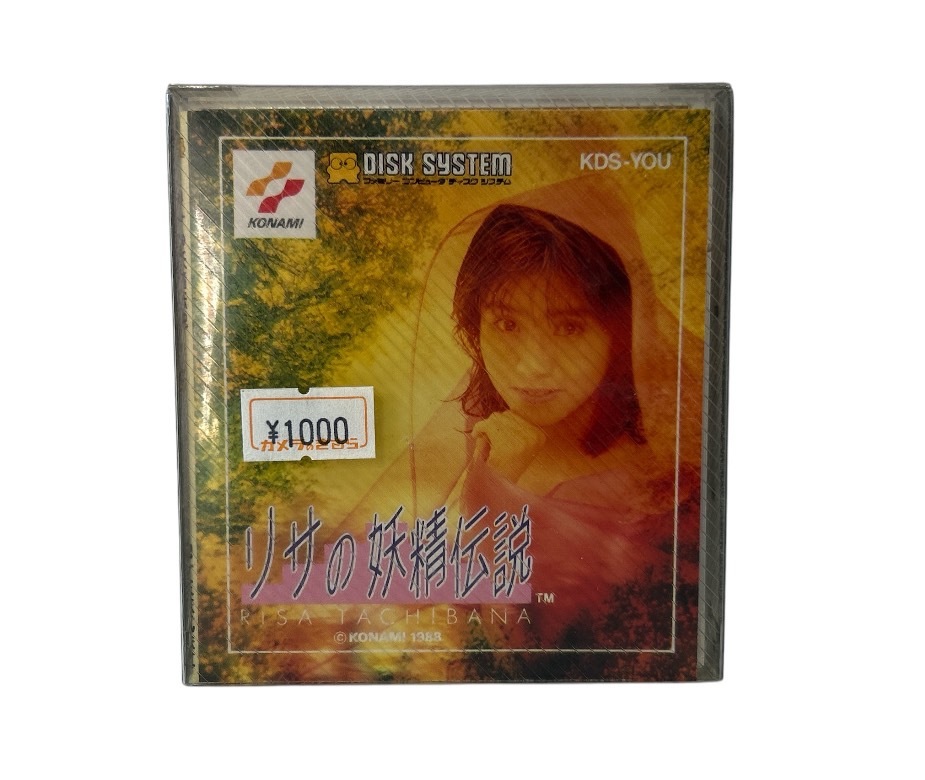 KONAMI
DISK SYSTEM
ファミリー コンピュータ ディスク システム
KDS-YOU
¥1000
リサの妖精伝説
TM
RISA TACHIBANA
© KONAMI 1988